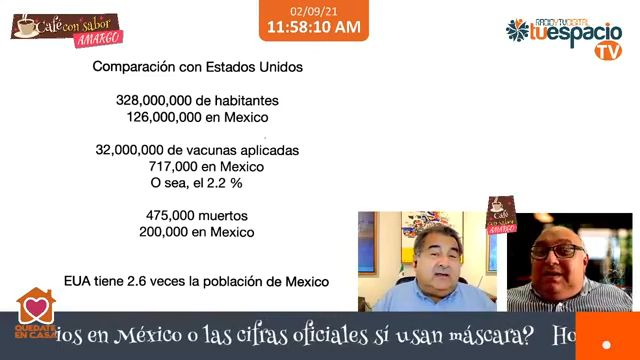 Café con sabor
AMARGO
02/09/21
11:58:10 AM
RADIO Y TV DIGITAL
tuespacio
TV
Comparación con Estados Unidos
328,000,000 de habitantes
126,000,000 en Mexico
32,000,000 de vacunas aplicadas
717,000 en Mexico
O sea, el 2.2 %
475,000 muertos
200,000 en Mexico
EUA tiene 2.6 veces la población de Mexico
Café
con sabor
AMARGO
QUÉDATE
EN CASA
ios en México o las cifras oficiales sí usan máscara? Ho